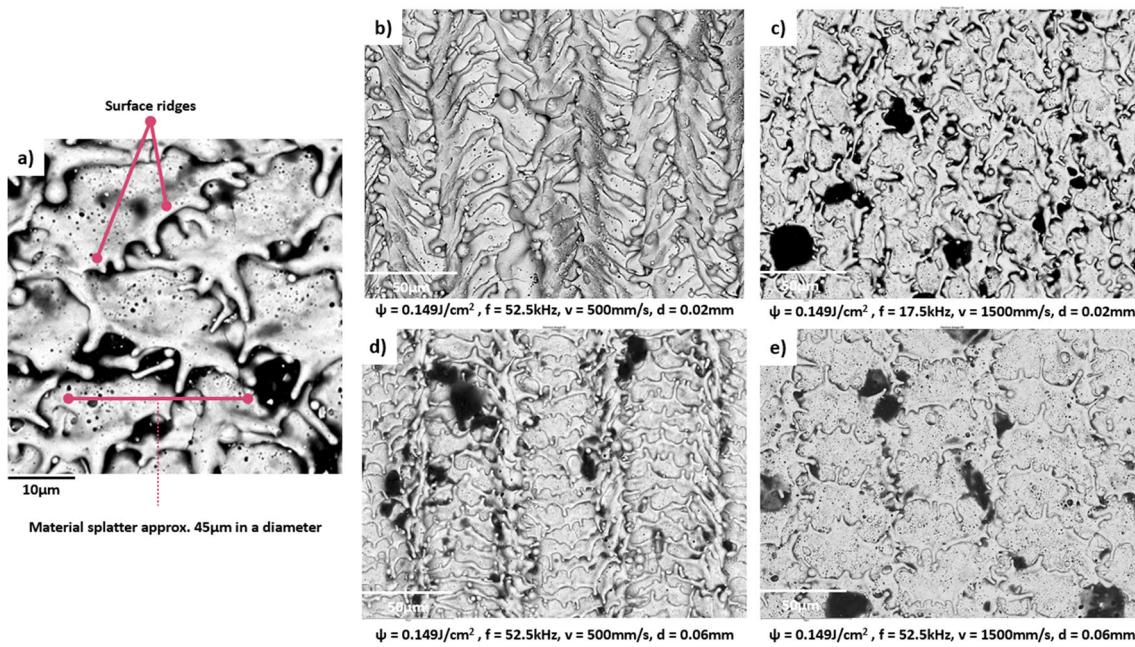 Surface ridges
a)
10µm
Material splatter approx. 45µm in a diameter
b)
50µm
ψ = 0.149J/cm² , f = 52.5kHz, v = 500mm/s, d = 0.02mm
c)
50µm
ψ = 0.149J/cm², f = 17.5kHz, v = 1500mm/s, d = 0.02mm
d)
50µm
ψ = 0.149J/cm² , f = 52.5kHz, v = 500mm/s, d = 0.06mm
e)
50µm
ψ = 0.149J/cm², f = 52.5kHz, v = 1500mm/s, d = 0.06mm